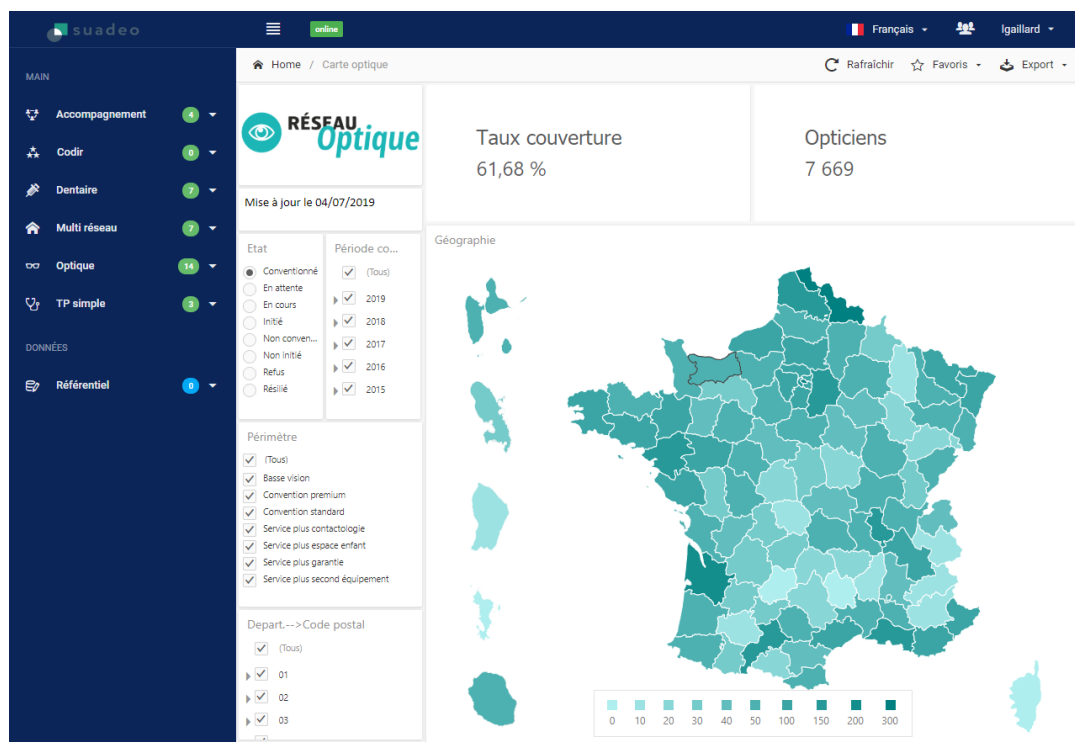 suadeo
online
Français
lgaillard
MAIN
Home / Carte optique
Rafraîchir
Favoris
Export
Accompagnement 4
Codir 0
Dentaire 7
Multi réseau 7
Optique 14
TP simple 3
DONNÉES
Référentiel 0
RÉSEAU
Optique
Mise à jour le 04/07/2019
Taux couverture
61,68 %
Opticiens
7 669
Etat
Conventionné
En attente
En cours
Initié
Non conven...
Non initié
Refus
Résilié
Période co...
(Tous)
2019
2018
2017
2016
2015
Périmètre
(Tous)
Basse vision
Convention premium
Convention standard
Service plus contactologie
Service plus espace enfant
Service plus garantie
Service plus second équipement
Depart.-->Code postal
(Tous)
01
02
03
Géographie
0 10 20 30 40 50 100 150 200 300